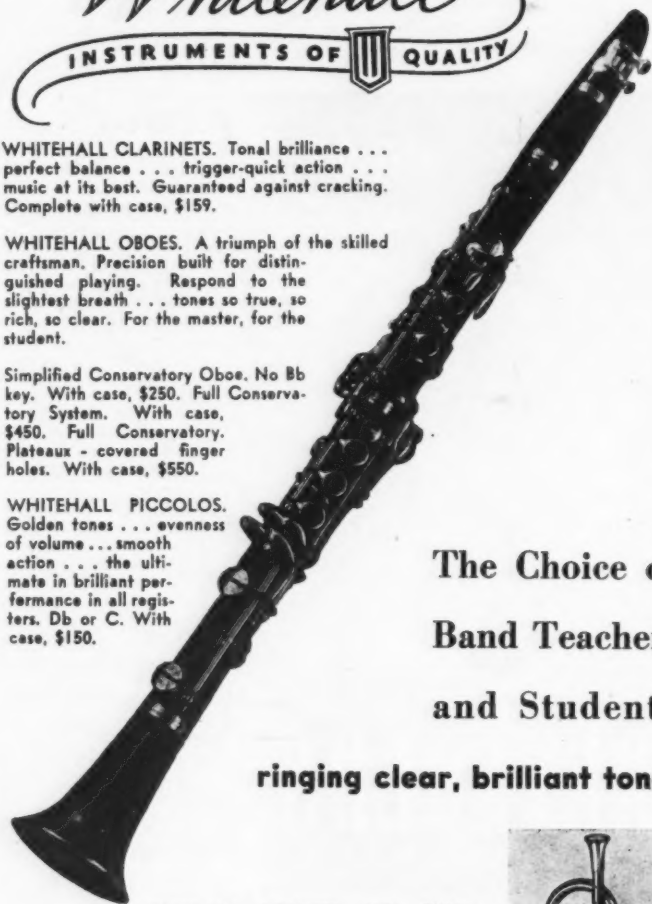 Whitehall
INSTRUMENTS OF QUALITY
WHITEHALL CLARINETS. Tonal brilliance . . .
perfect balance . . . trigger-quick action . . .
music at its best. Guaranteed against cracking.
Complete with case, $159.
WHITEHALL OBOES. A triumph of the skilled
craftsman. Precision built for distin-
guished playing. Respond to the
slightest breath . . . tones so true, so
rich, so clear. For the master, for the
student.
Simplified Conservatory Oboe. No Bb
key. With case, $250. Full Conserva-
tory System. With case,
$450. Full Conservatory.
Plateaux - covered finger
holes. With case, $550.
WHITEHALL PICCOLOS.
Golden tones . . . evenness
of volume . . . smooth
action . . . the ulti-
mate in brilliant per-
formance in all regis-
ters. Db or C. With
case, $150.
The Choice
Band Teache
and Student
ringing clear, brilliant ton